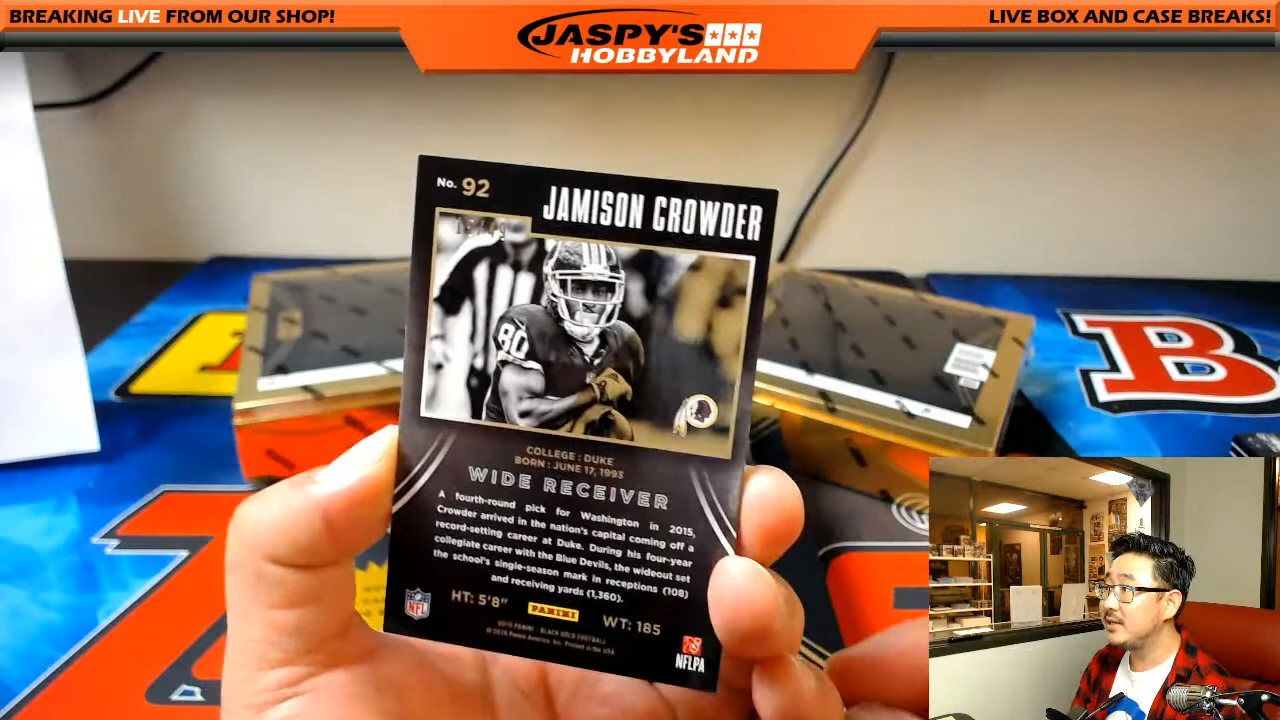 BREAKING LIVE FROM OUR SHOP!
JASPY'S
HOBBYLAND
LIVE BOX AND CASE BREAKS!
No. 92
JAMISON CROWDER
80
COLLEGE : DUKE
BORN : JUNE 17, 1993
WIDE RECEIVER
A fourth-round pick for Washington in 2015,
Crowder arrived in the nation's capital coming off a
record-setting career at Duke. During his four-year
collegiate career with the Blue Devils, the wideout set
the school's single-season mark in receptions (108)
and receiving yards (1,360).
NFL
HT: 5'8"
PANINI
WT: 185
NFLPA
B